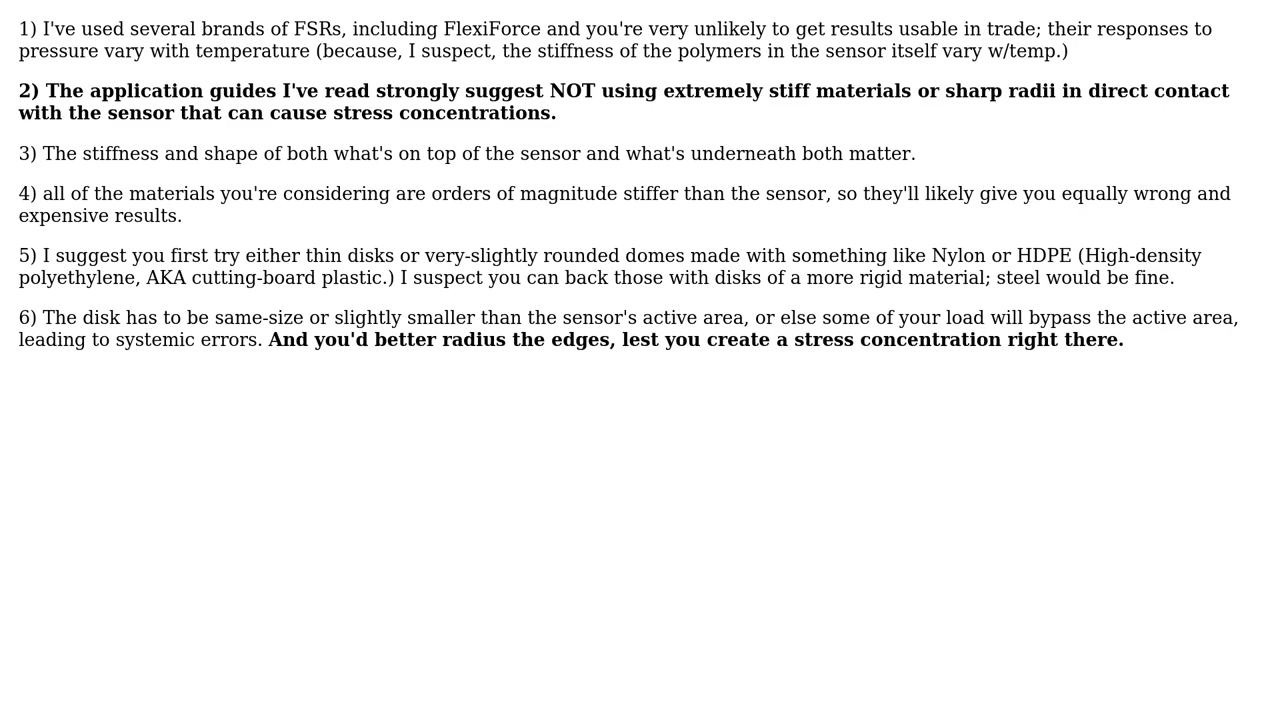 1) I've used several brands of FSRs, including FlexiForce and you're very unlikely to get results usable in trade; their responses to
pressure vary with temperature (because, I suspect, the stiffness of the polymers in the sensor itself vary w/temp.)
2) The application guides I've read strongly suggest NOT using extremely stiff materials or sharp radii in direct contact
with the sensor that can cause stress concentrations.
3) The stiffness and shape of both what's on top of the sensor and what's underneath both matter.
4) all of the materials you're considering are orders of magnitude stiffer than the sensor, so they'll likely give you equally wrong and
expensive results.
5) I suggest you first try either thin disks or very-slightly rounded domes made with something like Nylon or HDPE (High-density
polyethylene, AKA cutting-board plastic.) I suspect you can back those with disks of a more rigid material; steel would be fine.
6) The disk has to be same-size or slightly smaller than the sensor's active area, or else some of your load will bypass the active area,
leading to systemic errors. And you'd better radius the edges, lest you create a stress concentration right there.